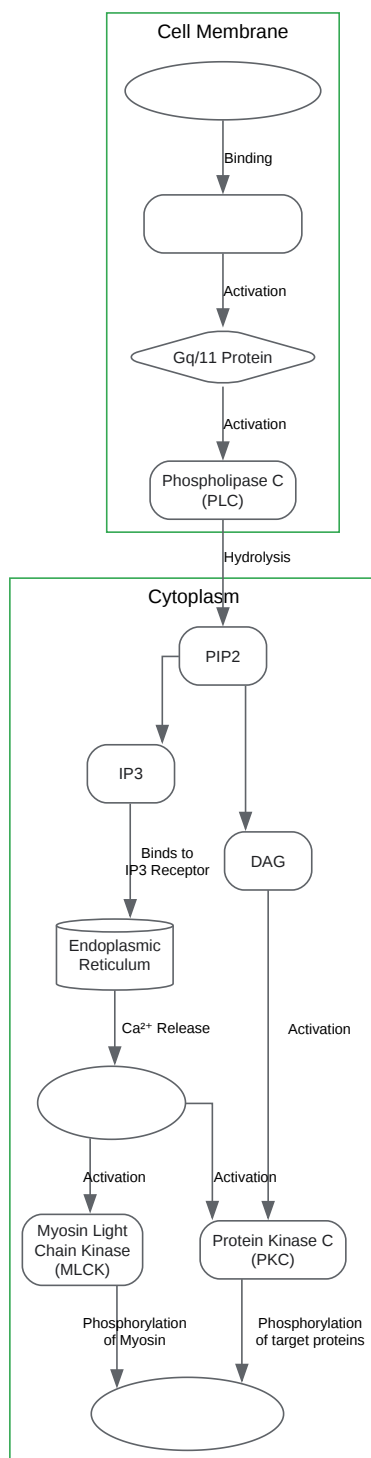 Cell Membrane
Binding
Activation
Gq/11 Protein
Activation
Phospholipase C
(PLC)
Hydrolysis
Cytoplasm
PIP2
IP3
Binds to
IP3 Receptor
DAG
Endoplasmic
Reticulum
Ca²⁺ Release
Activation
Activation
Activation
Myosin Light
Chain Kinase
(MLCK)
Protein Kinase C
(PKC)
Phosphorylation
of Myosin
Phosphorylation
of target proteins